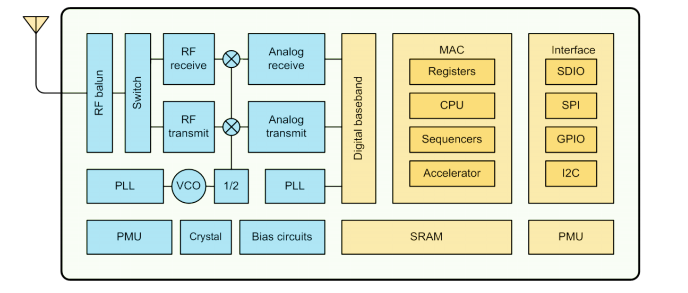 RF balun
Switch
RF
receive
Analog
receive
RF
transmit
Analog
transmit
Digital baseband
PLL
VCO
1/2
PLL
MAC
Registers
CPU
Sequencers
Accelerator
Interface
SDIO
SPI
GPIO
I2C
PMU
Crystal
Bias circuits
SRAM
PMU